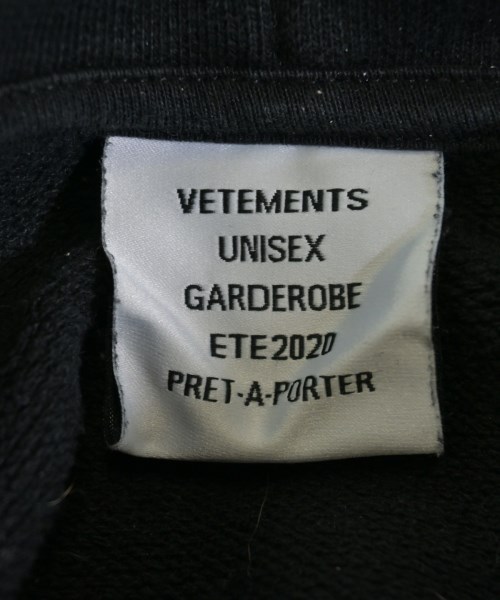 VETEMENTS
UNISEX
GARDEROBE
ETE2020
PRET-A-PORTER